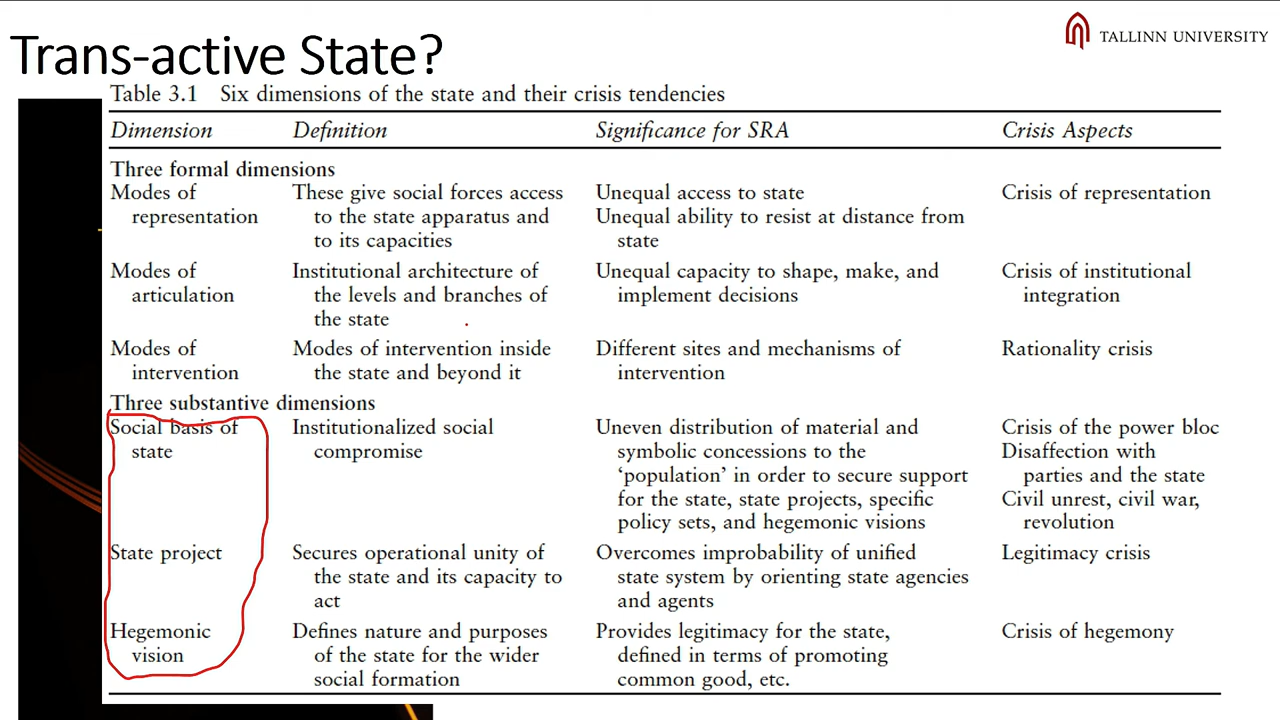 Trans-active State?
TALLINN UNIVERSITY
Table 3.1 Six dimensions of the state and their crisis tendencies
Dimension Definition Significance for SRA Crisis Aspects
Three formal dimensions
Modes of These give social forces access Unequal access to state Crisis of representation
representation to the state apparatus and Unequal ability to resist at distance from
to its capacities state
Modes of Institutional architecture of Unequal capacity to shape, make, and Crisis of institutional
articulation the levels and branches of implement decisions integration
the state
Modes of Modes of intervention inside Different sites and mechanisms of Rationality crisis
intervention the state and beyond it intervention
Three substantive dimensions
Social basis of Institutionalized social Uneven distribution of material and Crisis of the power bloc
state compromise symbolic concessions to the Disaffection with
‘population’ in order to secure support parties and the state
for the state, state projects, specific Civil unrest, civil war,
policy sets, and hegemonic visions revolution
State project Secures operational unity of Overcomes improbability of unified Legitimacy crisis
the state and its capacity to state system by orienting state agencies
act and agents
Hegemonic Defines nature and purposes Provides legitimacy for the state, Crisis of hegemony
vision of the state for the wider defined in terms of promoting
social formation common good, etc.